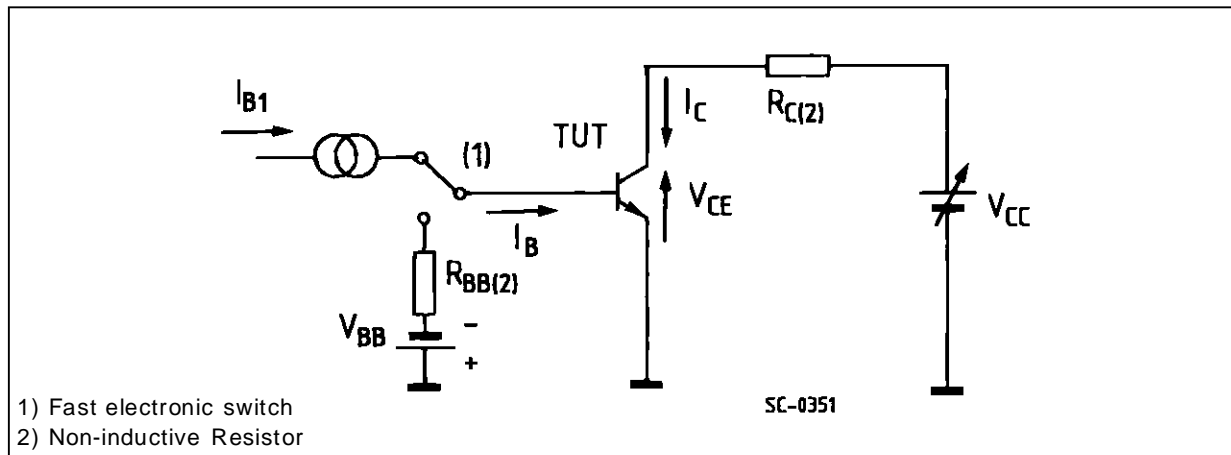 I_B1
(1)
TUT
I_C
R_C(2)
V_CE
V_CC
I_B
R_BB(2)
V_BB
−
+
SC-0351
1) Fast electronic switch
2) Non-inductive Resistor